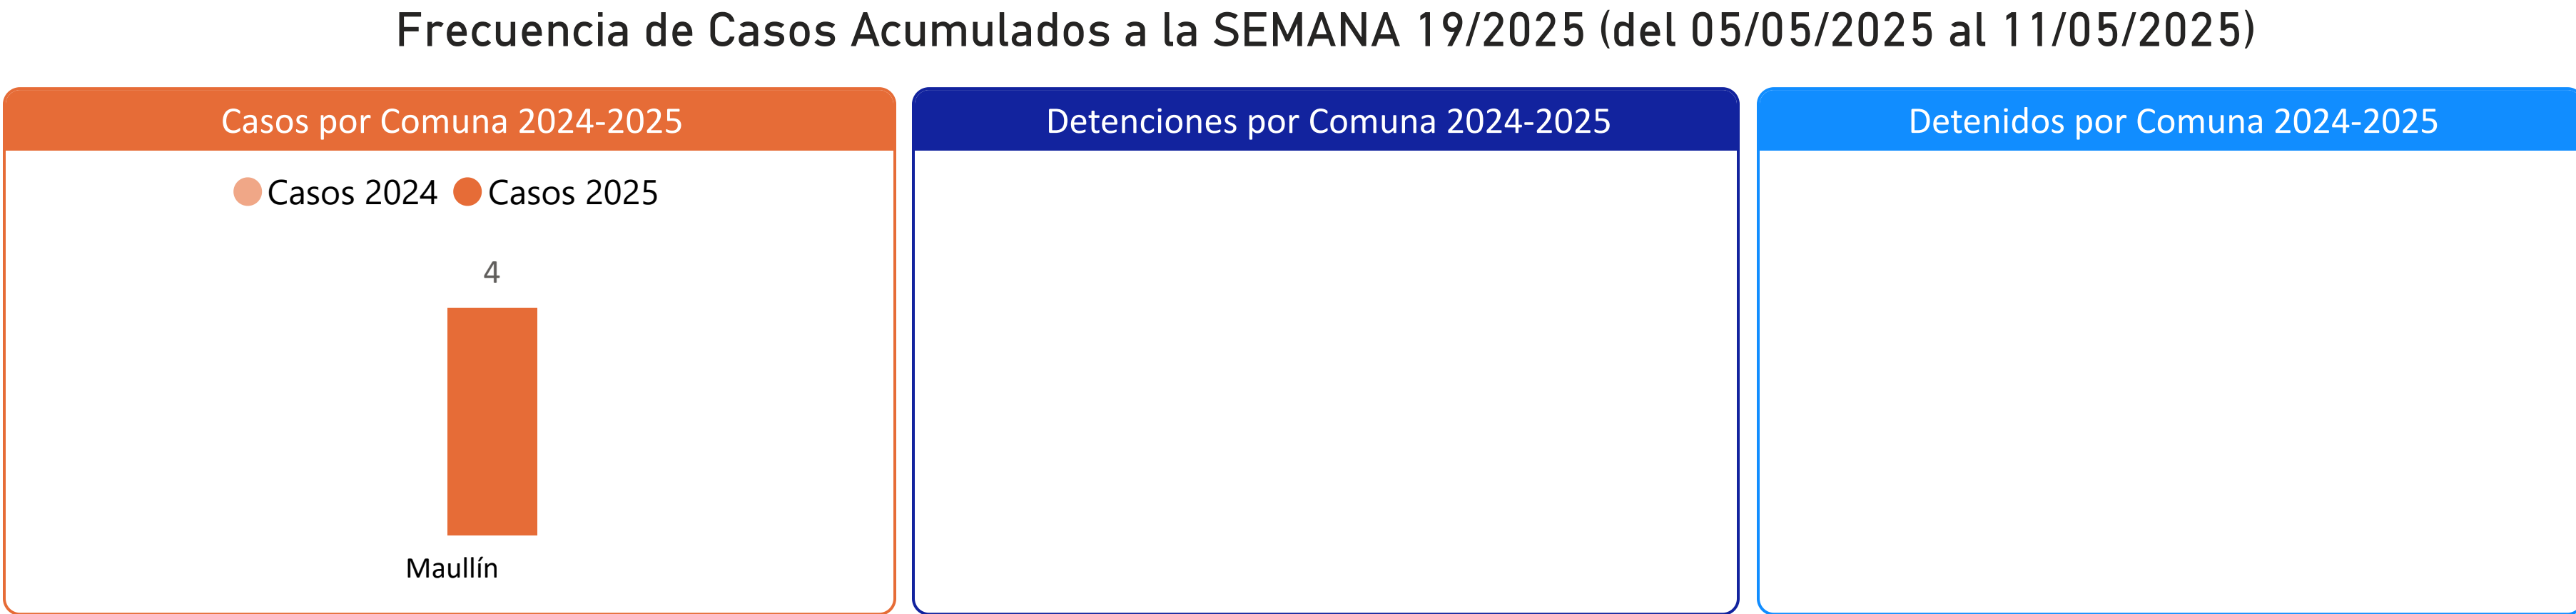 Frecuencia de Casos Acumulados a la SEMANA 19/2025 (del 05/05/2025 al 11/05/2025)
Casos por Comuna 2024-2025
Casos 2024 Casos 2025
4
Maullín
Detenciones por Comuna 2024-2025
Detenidos por Comuna 2024-2025